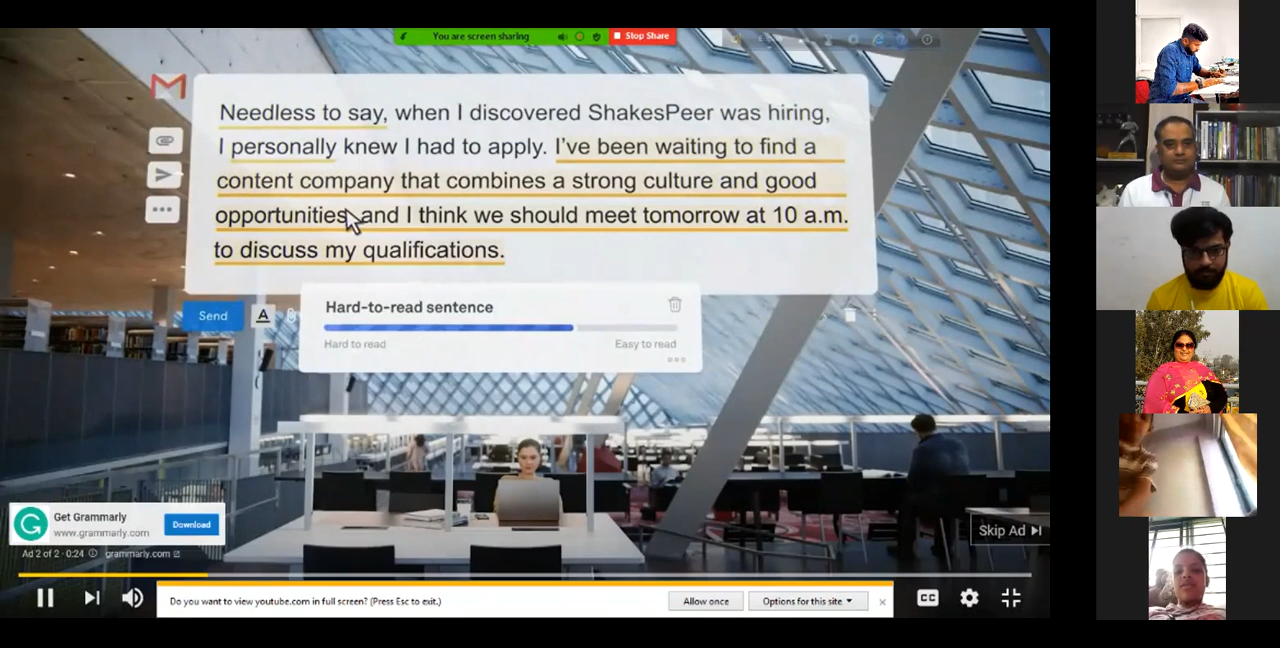 You are screen sharing
Stop Share
Needless to say, when I discovered ShakesPeer was hiring,
I personally knew I had to apply. I've been waiting to find a
content company that combines a strong culture and good
opportunities, and I think we should meet tomorrow at 10 a.m.
to discuss my qualifications.
Send A
Hard-to-read sentence
Hard to read Easy to read
Get Grammarly
www.grammarly.com
Download
Skip Ad
Ad 2 of 2 · 0:24 grammarly.com
Do you want to view youtube.com in full screen? (Press Esc to exit.) Allow once Options for this site
CC